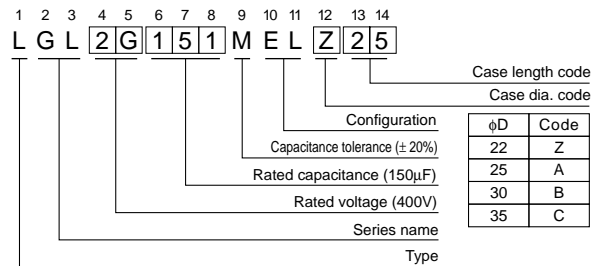 1 2 3 4 5 6 7 8 9 10 11 12 13 14
L G L 2 G 1 5 1 M E L Z 2 5
Case length code
Case dia. code
Configuration
Capacitance tolerance (± 20%)
Rated capacitance (150µF)
Rated voltage (400V)
Series name
Type
ϕD Code
22 Z
25 A
30 B
35 C